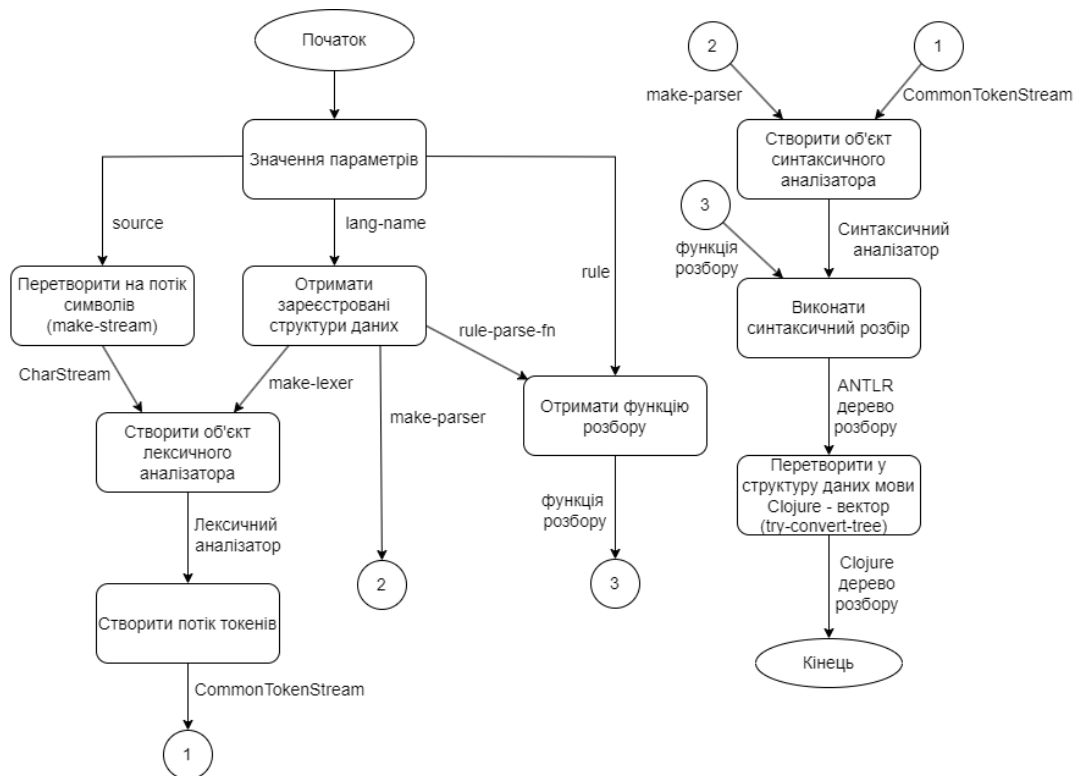 Початок
Значення параметрів
source
lang-name
rule
Перетворити на потік
символів
(make-stream)
Отримати
зареєстровані
структури даних
rule-parse-fn
CharStream
make-lexer
make-parser
Отримати функцію
розбору
Створити об'єкт
лексичного
аналізатора
Лексичний
аналізатор
функція
розбору
2
3
Створити потік токенів
CommonTokenStream
1
2
1
make-parser
CommonTokenStream
Створити об'єкт
синтаксичного
аналізатора
3
функція
розбору
Синтаксичний
аналізатор
Виконати
синтаксичний розбір
ANTLR
дерево
розбору
Перетворити у
структуру даних мови
Clojure - вектор
(try-convert-tree)
Clojure
дерево
розбору
Кінець